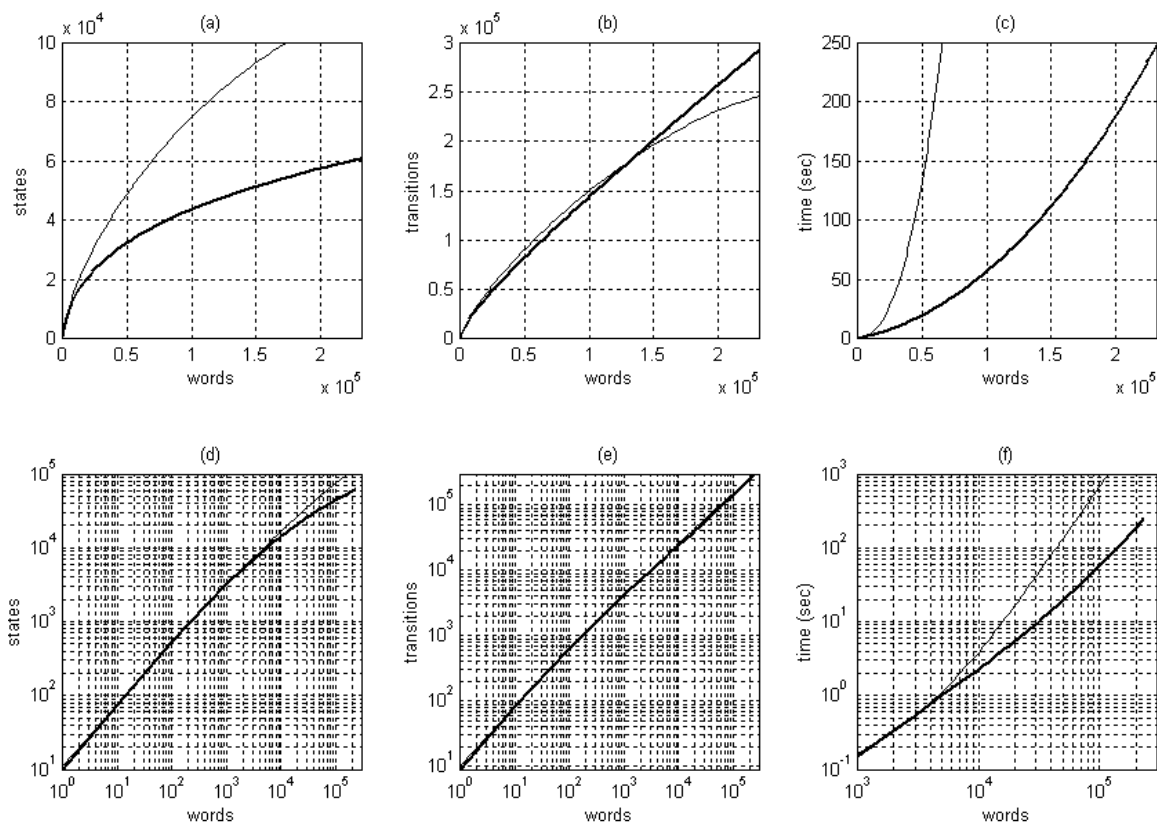 (a)
x 10^4
10
8
6
4
2
0
states
0 0.5 1 1.5 2
words
x 10^5
(b)
x 10^5
3
2.5
2
1.5
1
0.5
0
transitions
0 0.5 1 1.5 2
words
x 10^5
(c)
250
200
150
100
50
0
time (sec)
0 0.5 1 1.5 2
words
x 10^5
(d)
10^5
10^4
10^3
10^2
10^1
states
10^0 10^1 10^2 10^3 10^4 10^5
words
(e)
10^5
10^4
10^3
10^2
10^1
transitions
10^0 10^1 10^2 10^3 10^4 10^5
words
(f)
10^3
10^2
10^1
10^0
10^-1
time (sec)
10^3 10^4 10^5
words